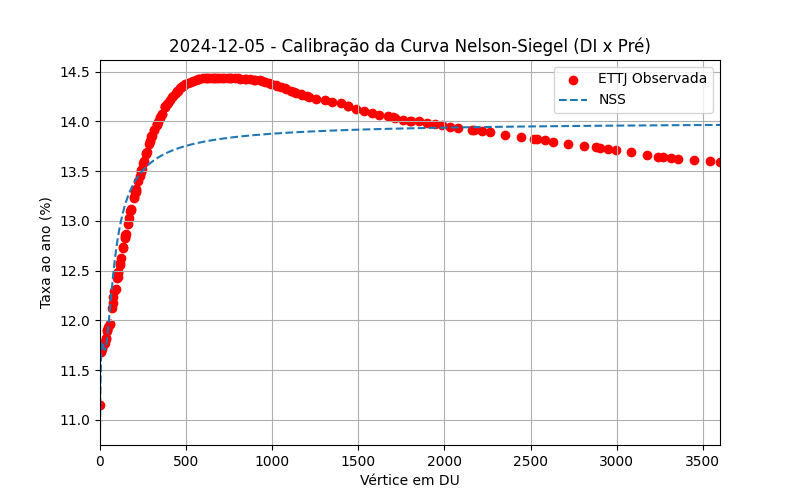 2024-12-05 - Calibração da Curva Nelson-Siegel (DI x Pré)
ETTJ Observada
NSS
Taxa ao ano (%)
14.5
14.0
13.5
13.0
12.5
12.0
11.5
11.0
0 500 1000 1500 2000 2500 3000 3500
Vértice em DU